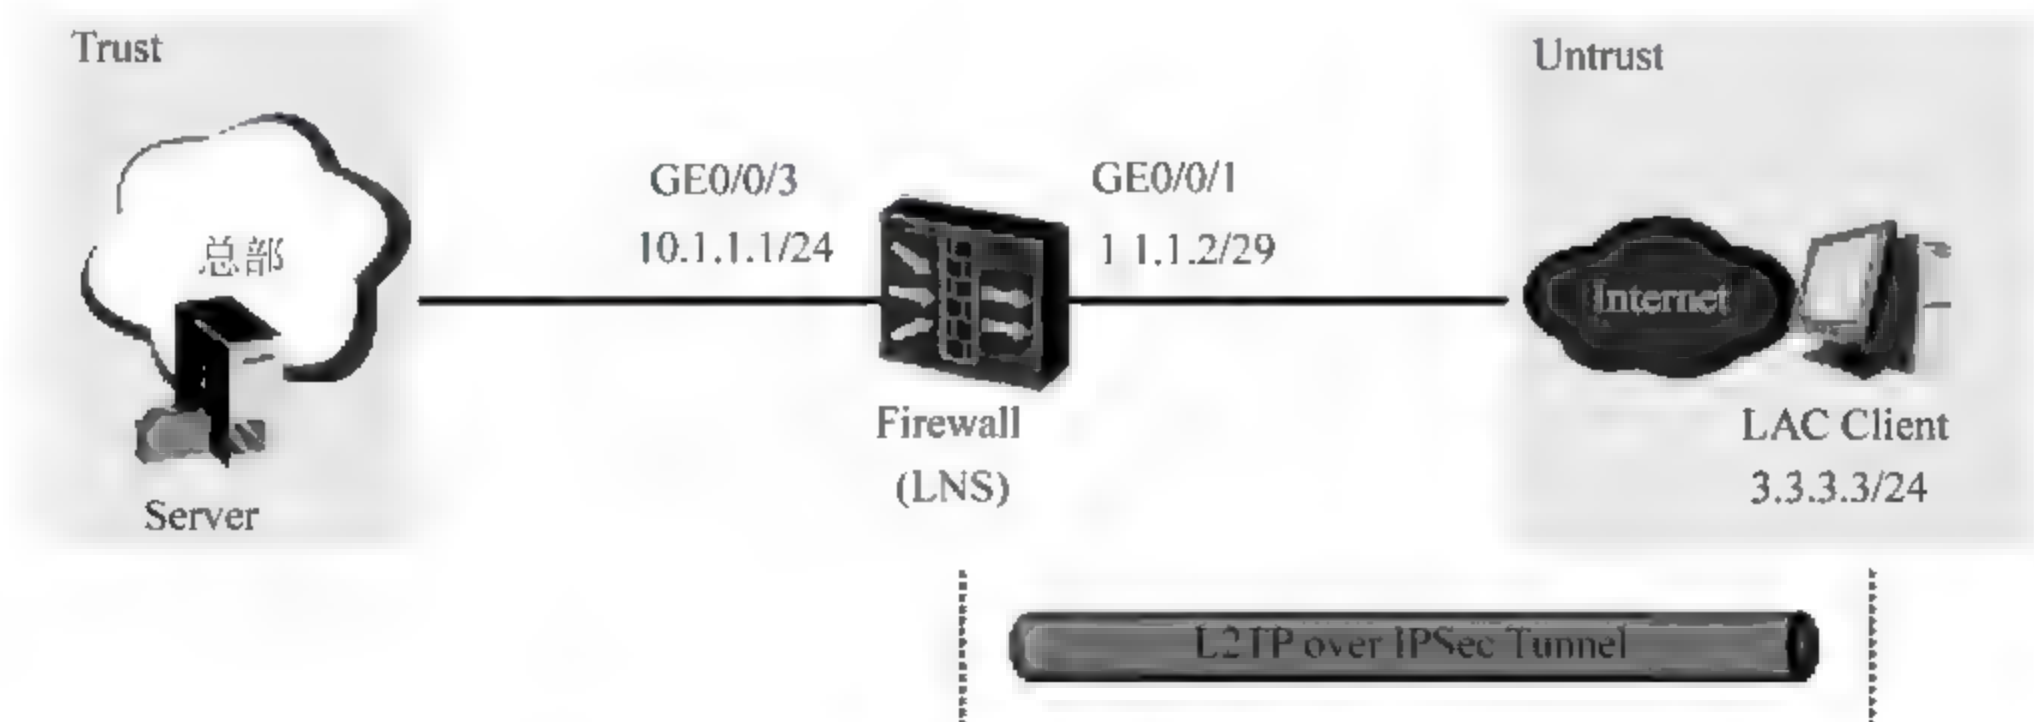 Trust
Untrust
GE0/0/3
GE0/0/1
10.1.1.1/24
1 1.1.2/29
总部
Internet
Firewall
(LNS)
LAC Client
3.3.3.3/24
Server
L2TP over IPSec Tunnel